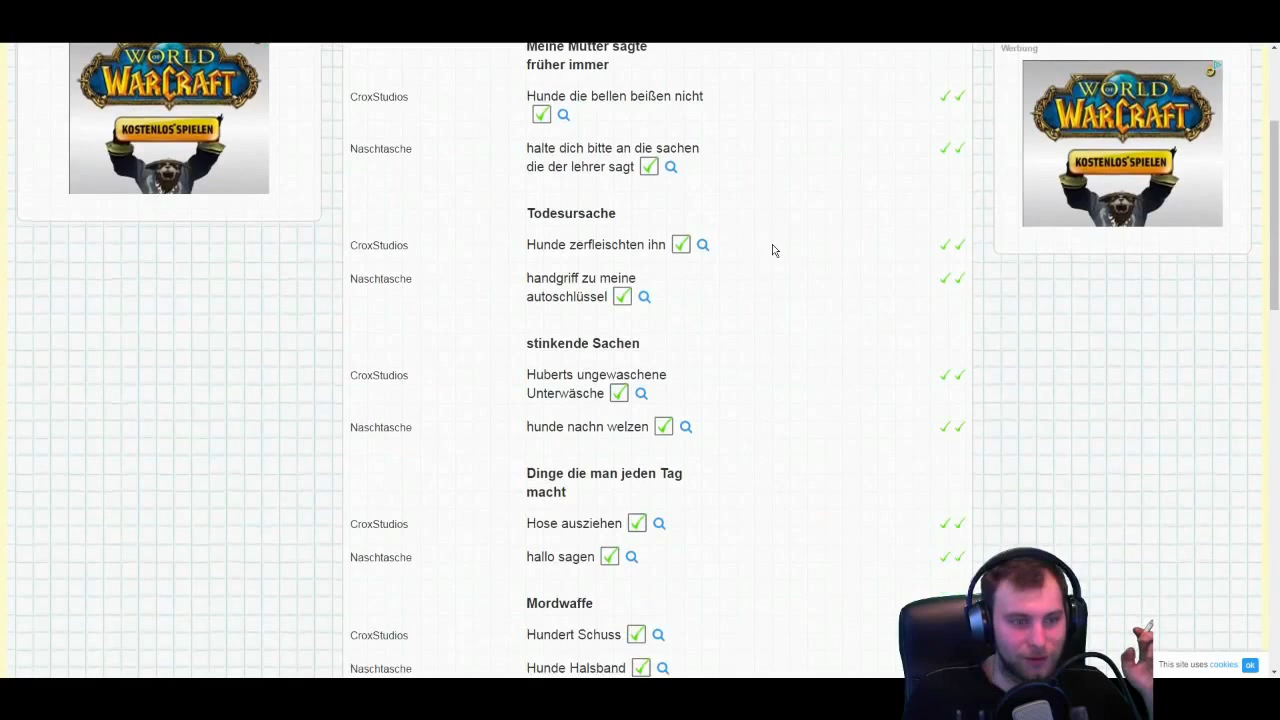 WORLD
OF
WARCRAFT
KOSTENLOS SPIELEN
Meine Mutter sagte
früher immer
CroxStudios
Hunde die bellen beißen nicht
Naschtasche
halte dich bitte an die sachen
die der lehrer sagt
Todesursache
CroxStudios
Hunde zerfleischten ihn
Naschtasche
handgriff zu meine
autoschlüssel
stinkende Sachen
CroxStudios
Huberts ungewaschene
Unterwäsche
Naschtasche
hunde nachn welzen
Dinge die man jeden Tag
macht
CroxStudios
Hose ausziehen
Naschtasche
hallo sagen
Mordwaffe
CroxStudios
Hundert Schuss
Naschtasche
Hunde Halsband
Werbung
WORLD
OF
WARCRAFT
KOSTENLOS SPIELEN
This site uses cookies. ok